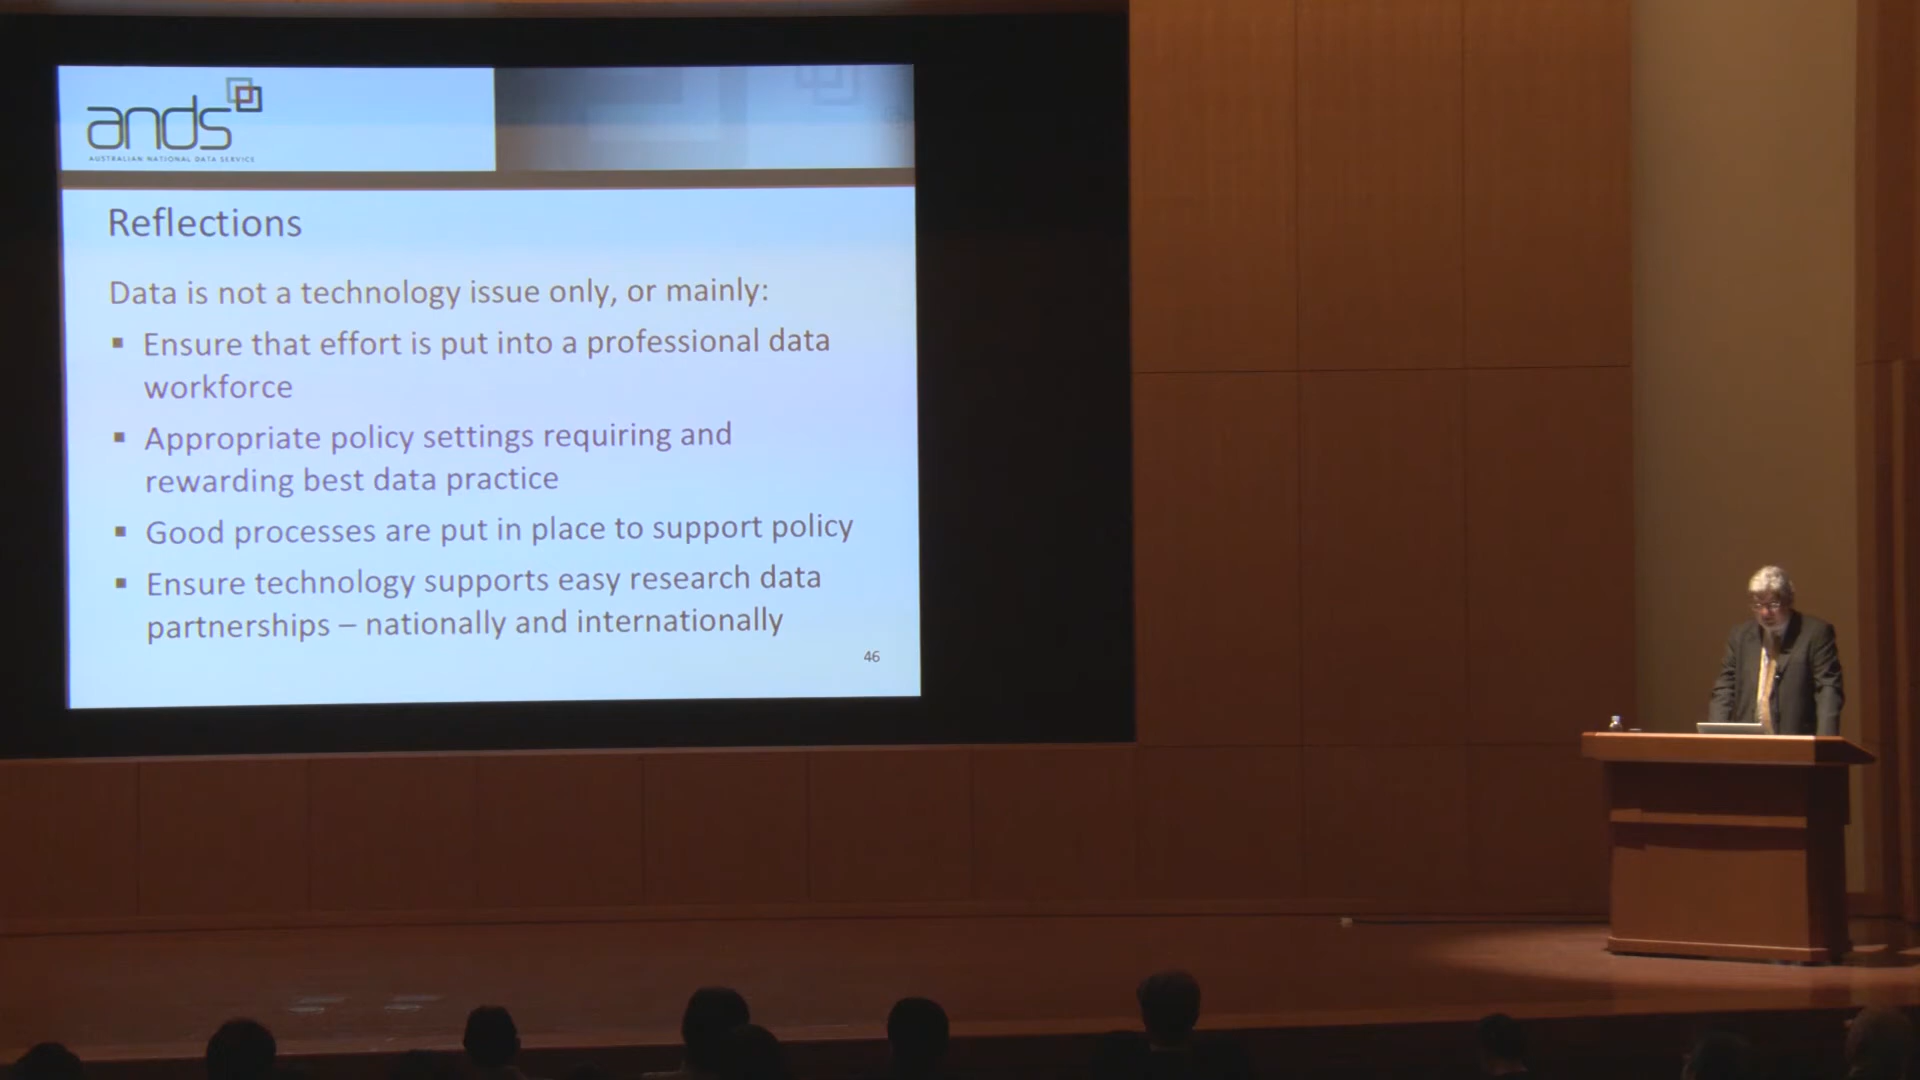 ands
AUSTRALIAN NATIONAL DATA SERVICE
Reflections
Data is not a technology issue only, or mainly:
▪ Ensure that effort is put into a professional data
workforce
▪ Appropriate policy settings requiring and
rewarding best data practice
▪ Good processes are put in place to support policy
▪ Ensure technology supports easy research data
partnerships – nationally and internationally
46